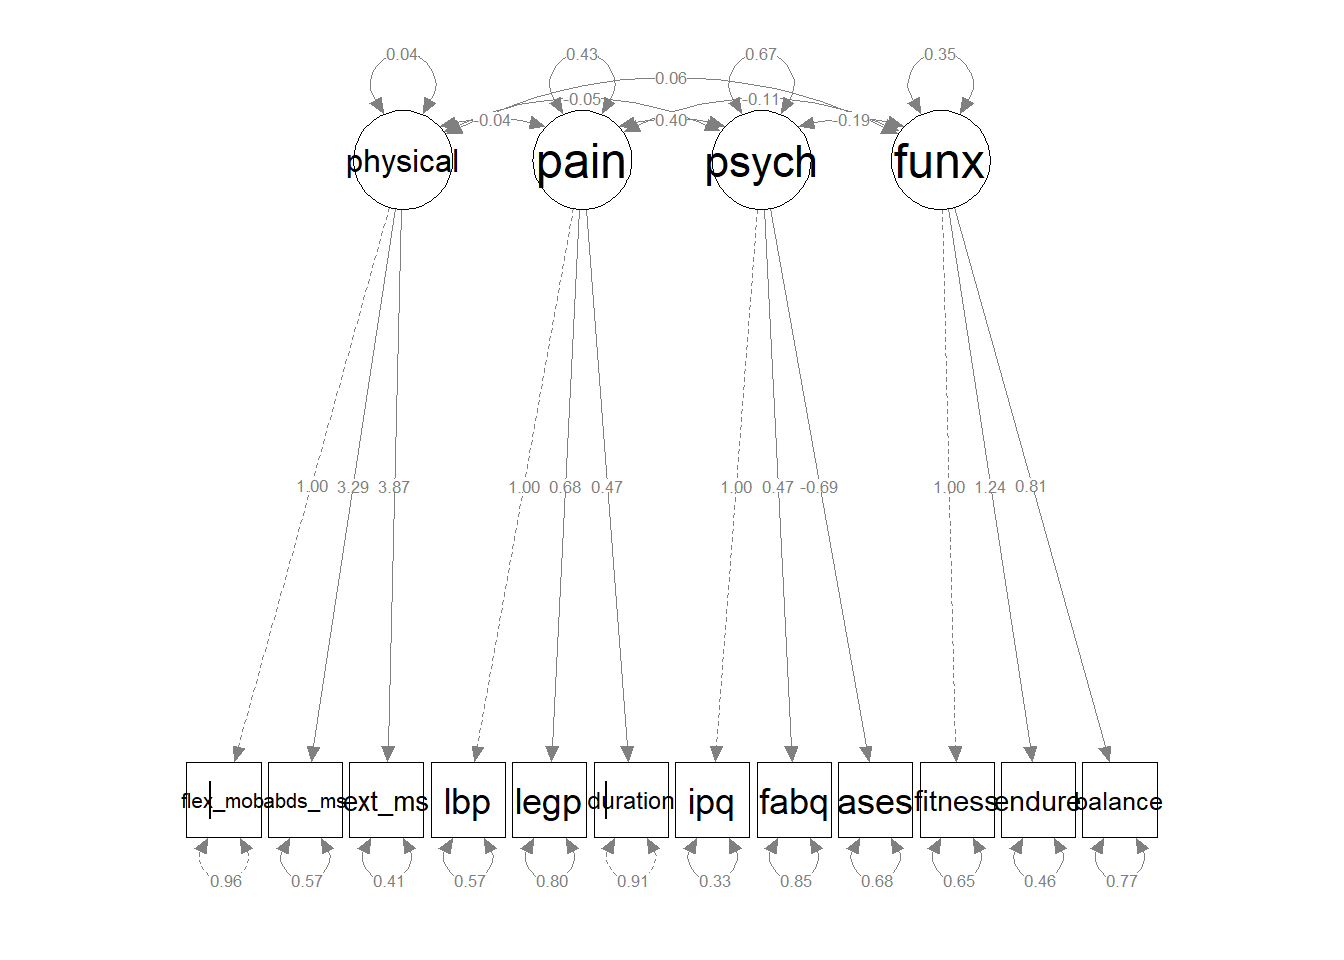 0.04 0.43 0.67 0.35
0.06
-0.05 -0.11
-0.04 0.40 -0.19
physical pain psych funx
1.00 3.29 3.87 1.00 0.68 0.47 1.00 0.47 -0.69 1.00 1.24 0.81
flex_mob abds_ms ext_ms lbp legp duration ipq fabq ases fitness endure balance
0.96 0.57 0.41 0.57 0.80 0.91 0.33 0.85 0.68 0.65 0.46 0.77